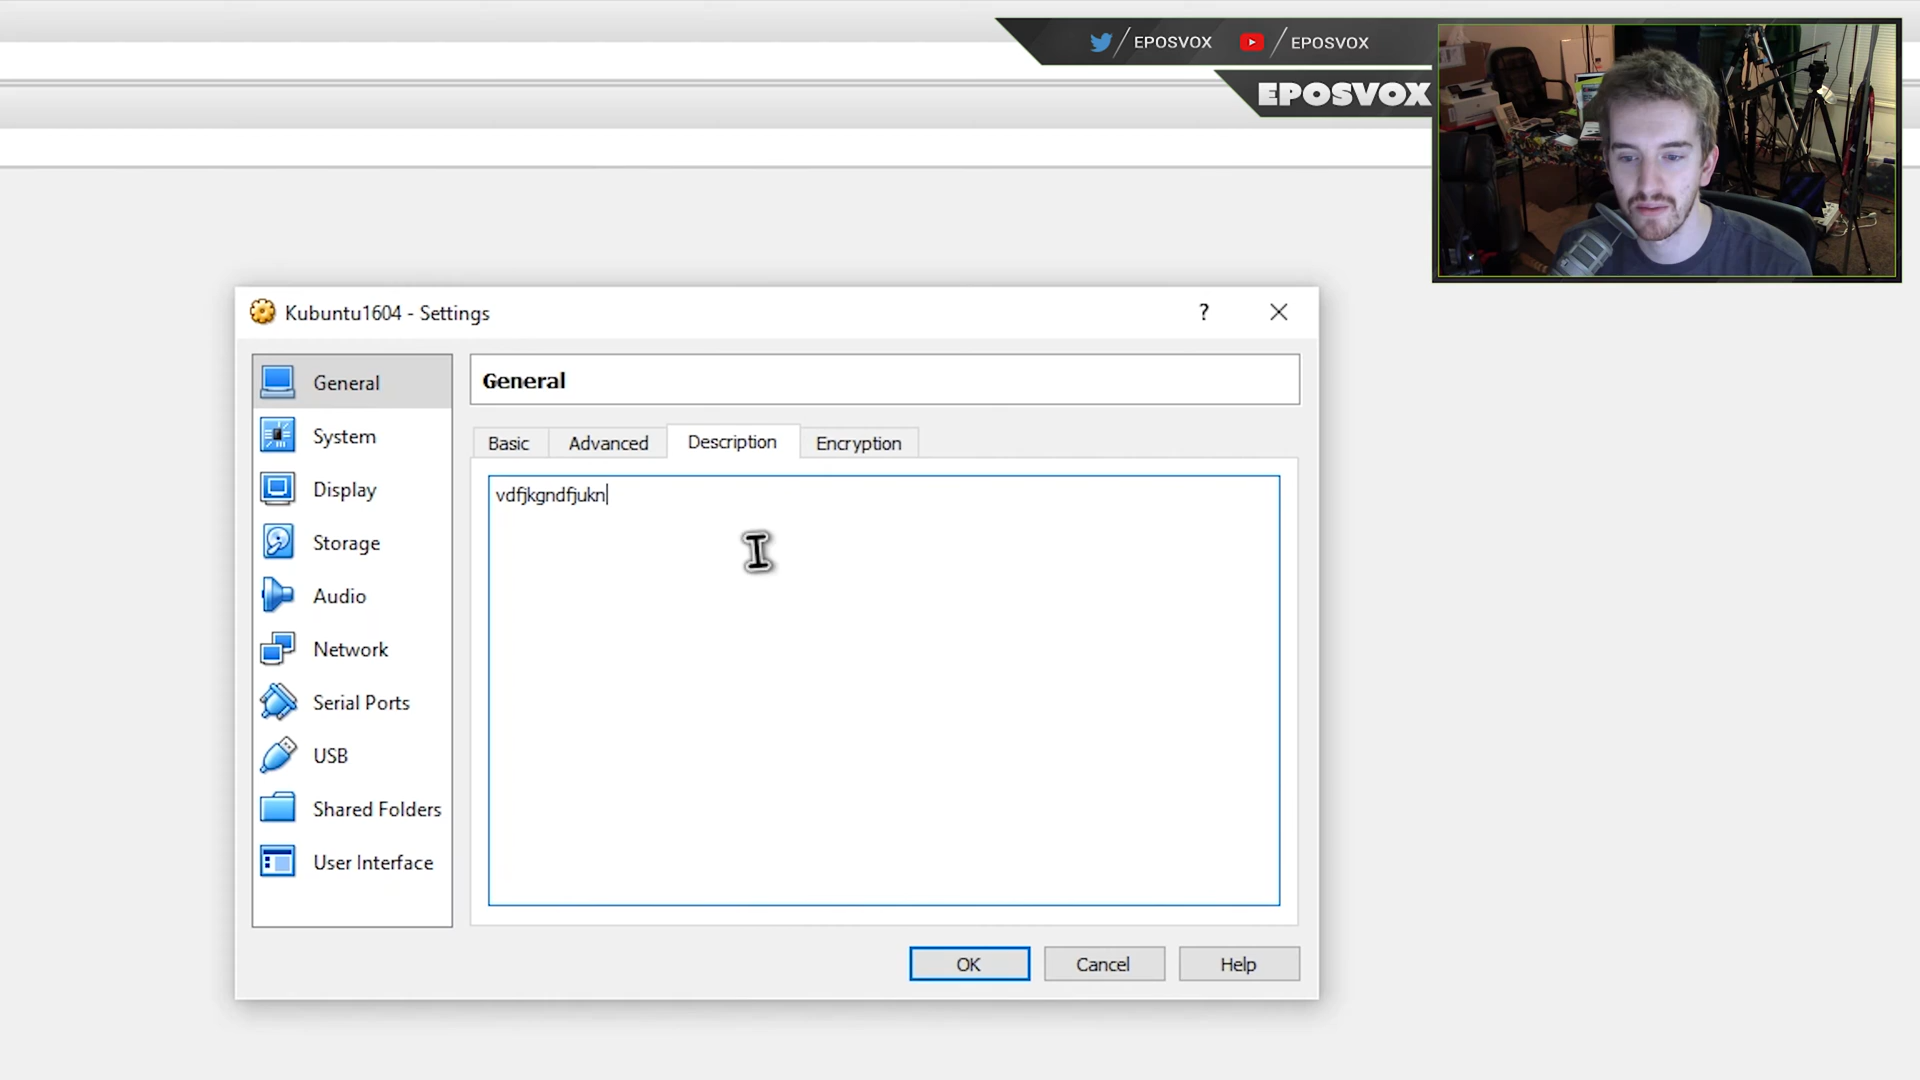 EPOSVOX
EPOSVOX
EPOSVOX
Kubuntu1604 - Settings
?
General
System
Display
Storage
Audio
Network
Serial Ports
USB
Shared Folders
User Interface
General
Basic
Advanced
Description
Encryption
vdfjkgndfjukn
OK
Cancel
Help